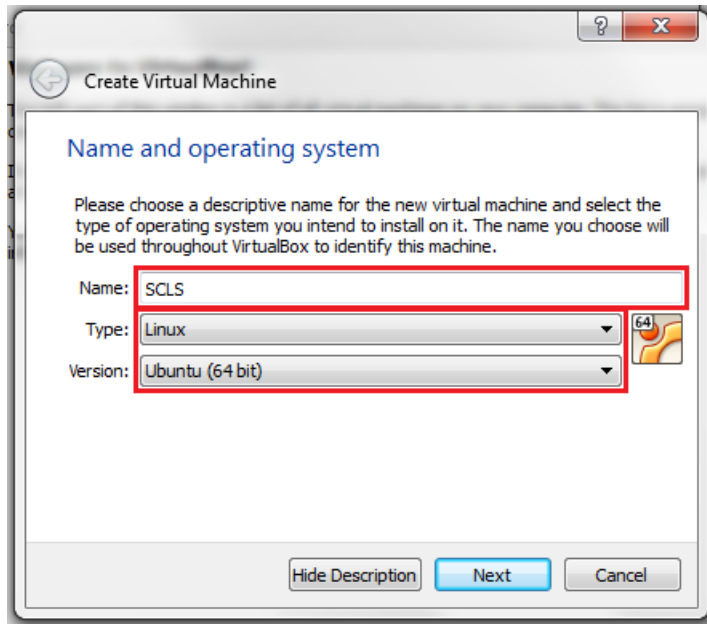 Create Virtual Machine
Name and operating system
Please choose a descriptive name for the new virtual machine and select the
type of operating system you intend to install on it. The name you choose will
be used throughout VirtualBox to identify this machine.
Name: SCLS
Type: Linux
64
Version: Ubuntu (64 bit)
Hide Description Next Cancel